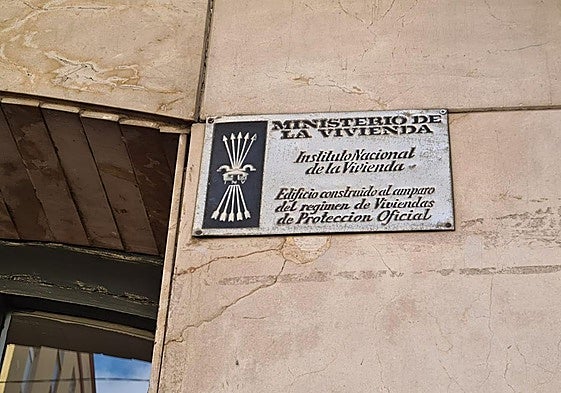 MINISTERIO DE
LA VIVIENDA
Instituto Nacional
de la Vivienda
Edificio construido al amparo
del regimen de Viviendas
de Proteccion Oficial